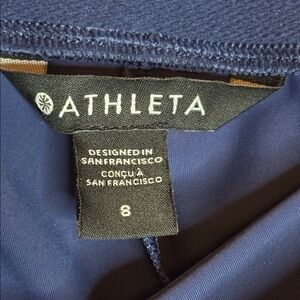 ATHLETA
DESIGNED IN
SAN FRANCISCO
CONÇU À
SAN FRANCISCO
8